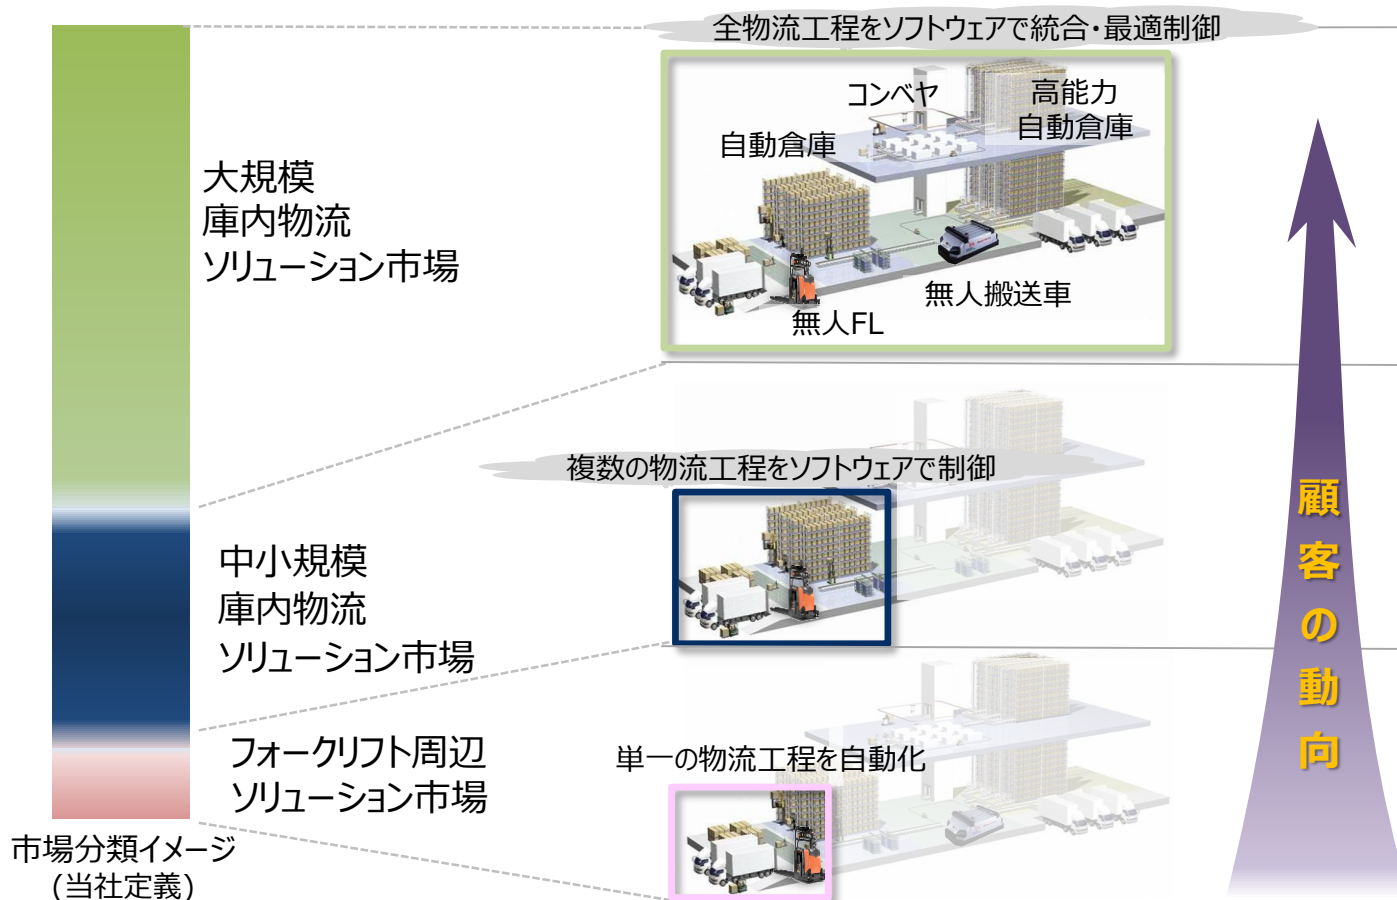 全物流工程をソフトウェアで統合・最適制御
コンベヤ
高能力
自動倉庫
自動倉庫
大規模
庫内物流
ソリューション市場
無人搬送車
無人FL
複数の物流工程をソフトウェアで制御
中小規模
庫内物流
ソリューション市場
フォークリフト周辺
ソリューション市場
単一の物流工程を自動化
顧客の動向
市場分類イメージ
(当社定義)